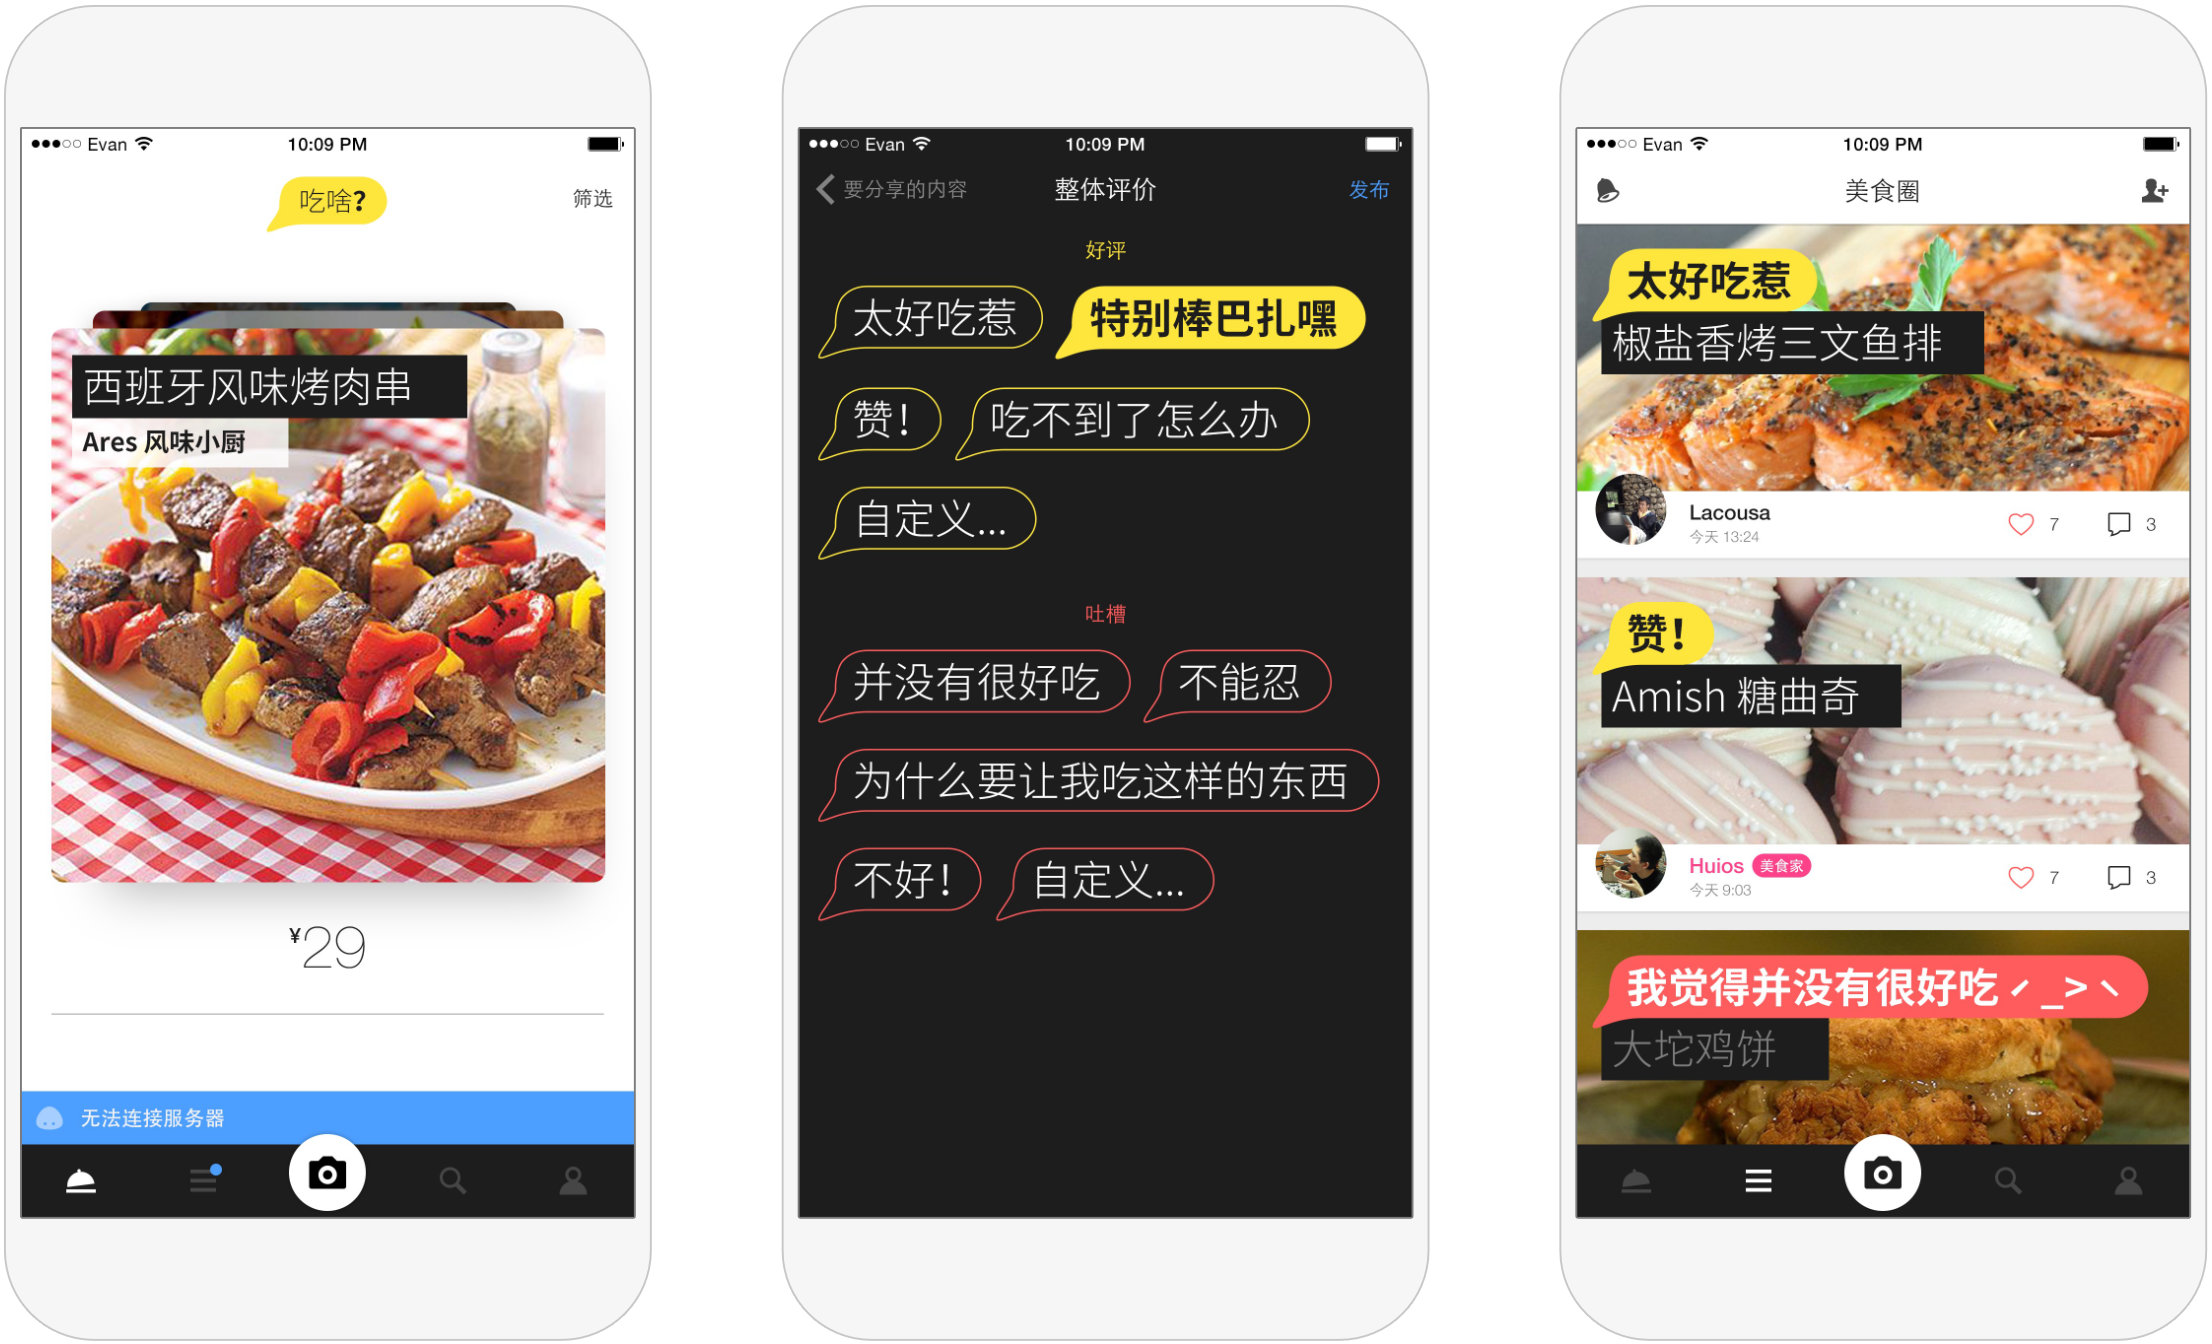 Evan 10:09 PM
吃啥? 筛选
西班牙风味烤肉串
Ares 风味小厨
¥29
无法连接服务器
Evan 10:09 PM
要分享的内容 整体评价 发布
好评
太好吃惹 特别棒巴扎嘿
赞! 吃不到了怎么办
自定义...
吐槽
并没有很好吃 不能忍
为什么要让我吃这样的东西
不好! 自定义...
Evan 10:09 PM
美食圈
太好吃惹
椒盐香烤三文鱼排
Lacousa 7 3
今天 13:24
赞!
Amish 糖曲奇
Huios 美食家 7 3
今天 9:03
我觉得并没有很好吃ㆍ_>ヽ
大坨鸡饼